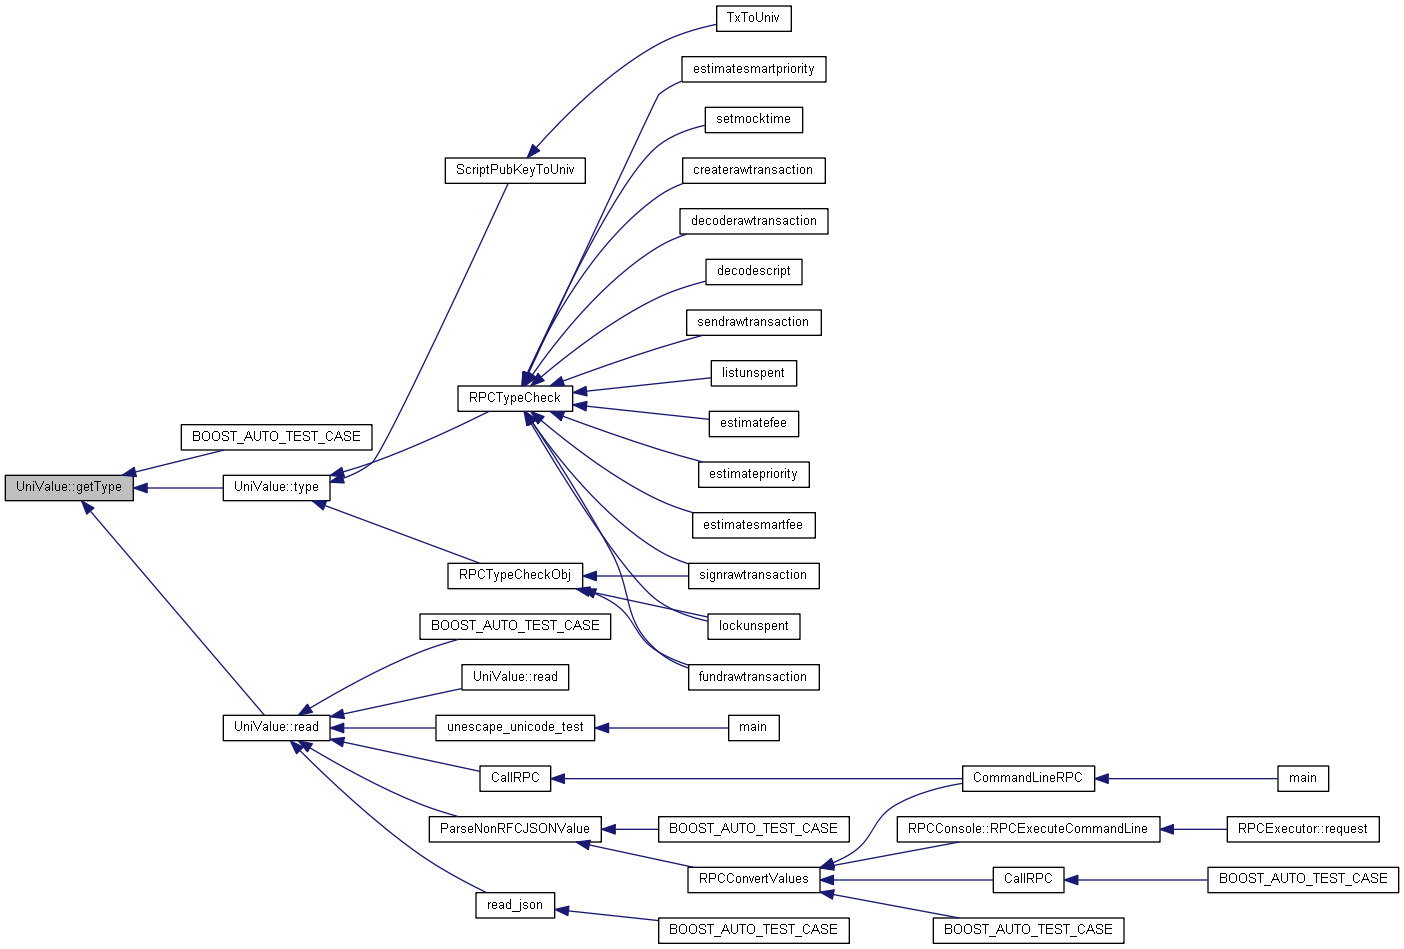 TxToUniv
estimatesmartpriority
setmocktime
ScriptPubKeyToUniv
createrawtransaction
decoderawtransaction
decodescript
sendrawtransaction
listunspent
RPCTypeCheck
estimatefee
BOOST_AUTO_TEST_CASE
estimatepriority
UniValue::getType
UniValue::type
estimatesmartfee
RPCTypeCheckObj
signrawtransaction
BOOST_AUTO_TEST_CASE
lockunspent
UniValue::read
fundrawtransaction
UniValue::read
unescape_unicode_test
main
CallRPC
CommandLineRPC
main
ParseNonRFCJSONValue
BOOST_AUTO_TEST_CASE
RPCConsole::RPCExecuteCommandLine
RPCExecutor::request
RPCConvertValues
CallRPC
BOOST_AUTO_TEST_CASE
read_json
BOOST_AUTO_TEST_CASE
BOOST_AUTO_TEST_CASE